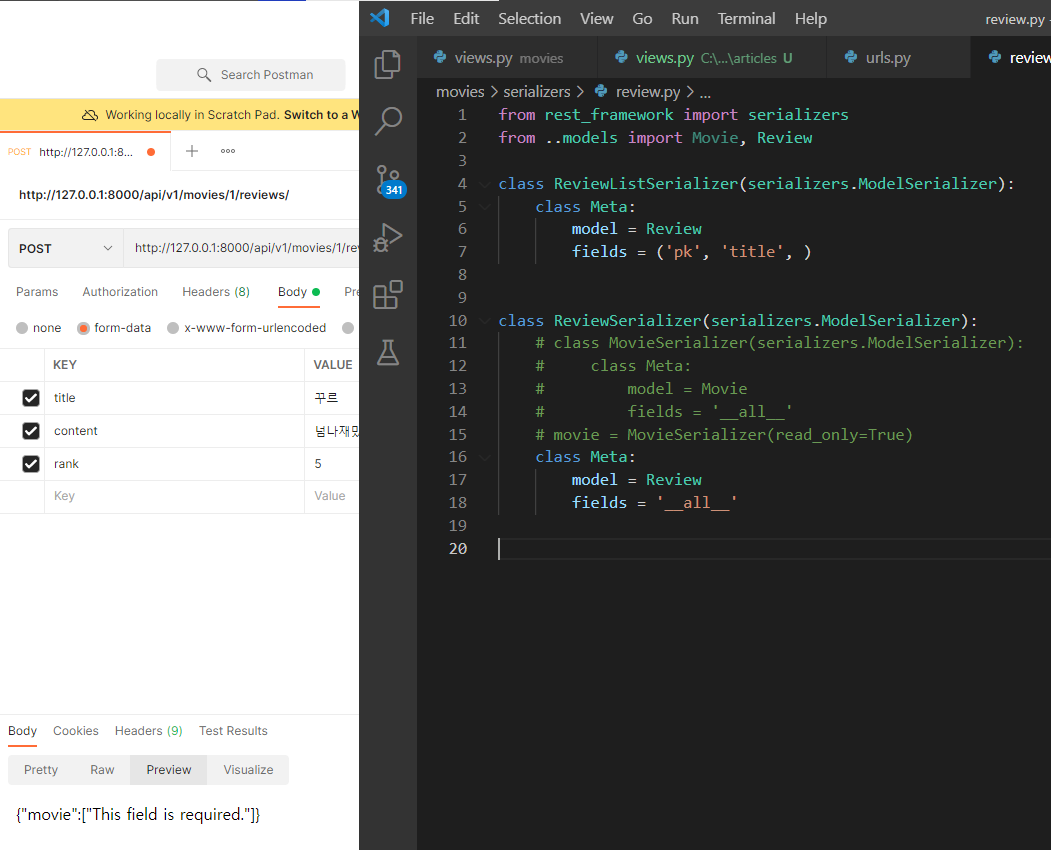 Search Postman
Working locally in Scratch Pad. Switch to a W
POST http://127.0.0.1:8...
http://127.0.0.1:8000/api/v1/movies/1/reviews/
POST http://127.0.0.1:8000/api/v1/movies/1/rev
Params Authorization Headers (8) Body Pre
none form-data x-www-form-urlencoded
KEY VALUE
title 꾸르
content 넘나재밌
rank 5
Key Value
Body Cookies Headers (9) Test Results
Pretty Raw Preview Visualize
{"movie":["This field is required."]}
File Edit Selection View Go Run Terminal Help review.py -
views.py movies views.py C:\...\articles U urls.py review
movies > serializers > review.py > ...
341
1 from rest_framework import serializers
2 from ..models import Movie, Review
3
4 class ReviewListSerializer(serializers.ModelSerializer):
5 class Meta:
6 model = Review
7 fields = ('pk', 'title', )
8
9
10 class ReviewSerializer(serializers.ModelSerializer):
11 # class MovieSerializer(serializers.ModelSerializer):
12 # class Meta:
13 # model = Movie
14 # fields = '__all__'
15 # movie = MovieSerializer(read_only=True)
16 class Meta:
17 model = Review
18 fields = '__all__'
19
20